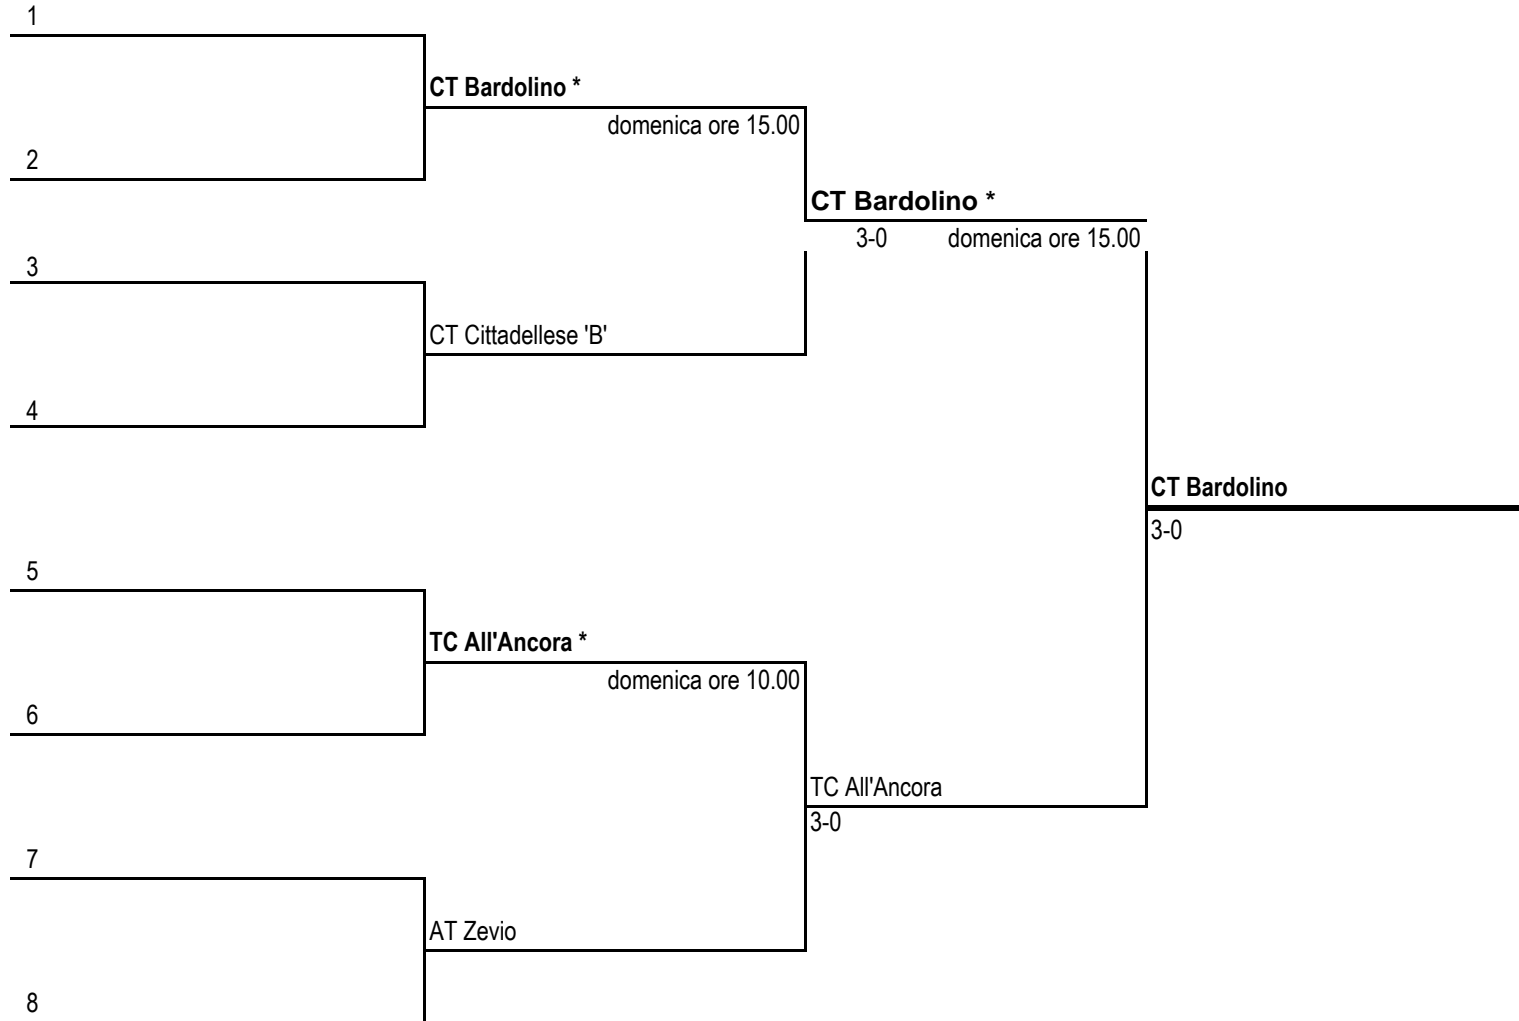 1
CT Bardolino *
domenica ore 15.00
2
CT Bardolino *
3-0 domenica ore 15.00
3
CT Cittadellese 'B'
4
CT Bardolino
3-0
5
TC All'Ancora *
domenica ore 10.00
6
TC All'Ancora
3-0
7
AT Zevio
8